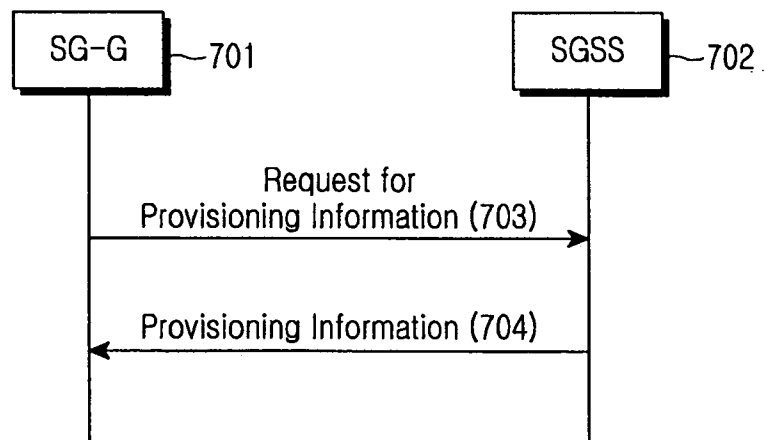 SG-G
701
SGSS
702
Request for
Provisioning Information (703)
Provisioning Information (704)